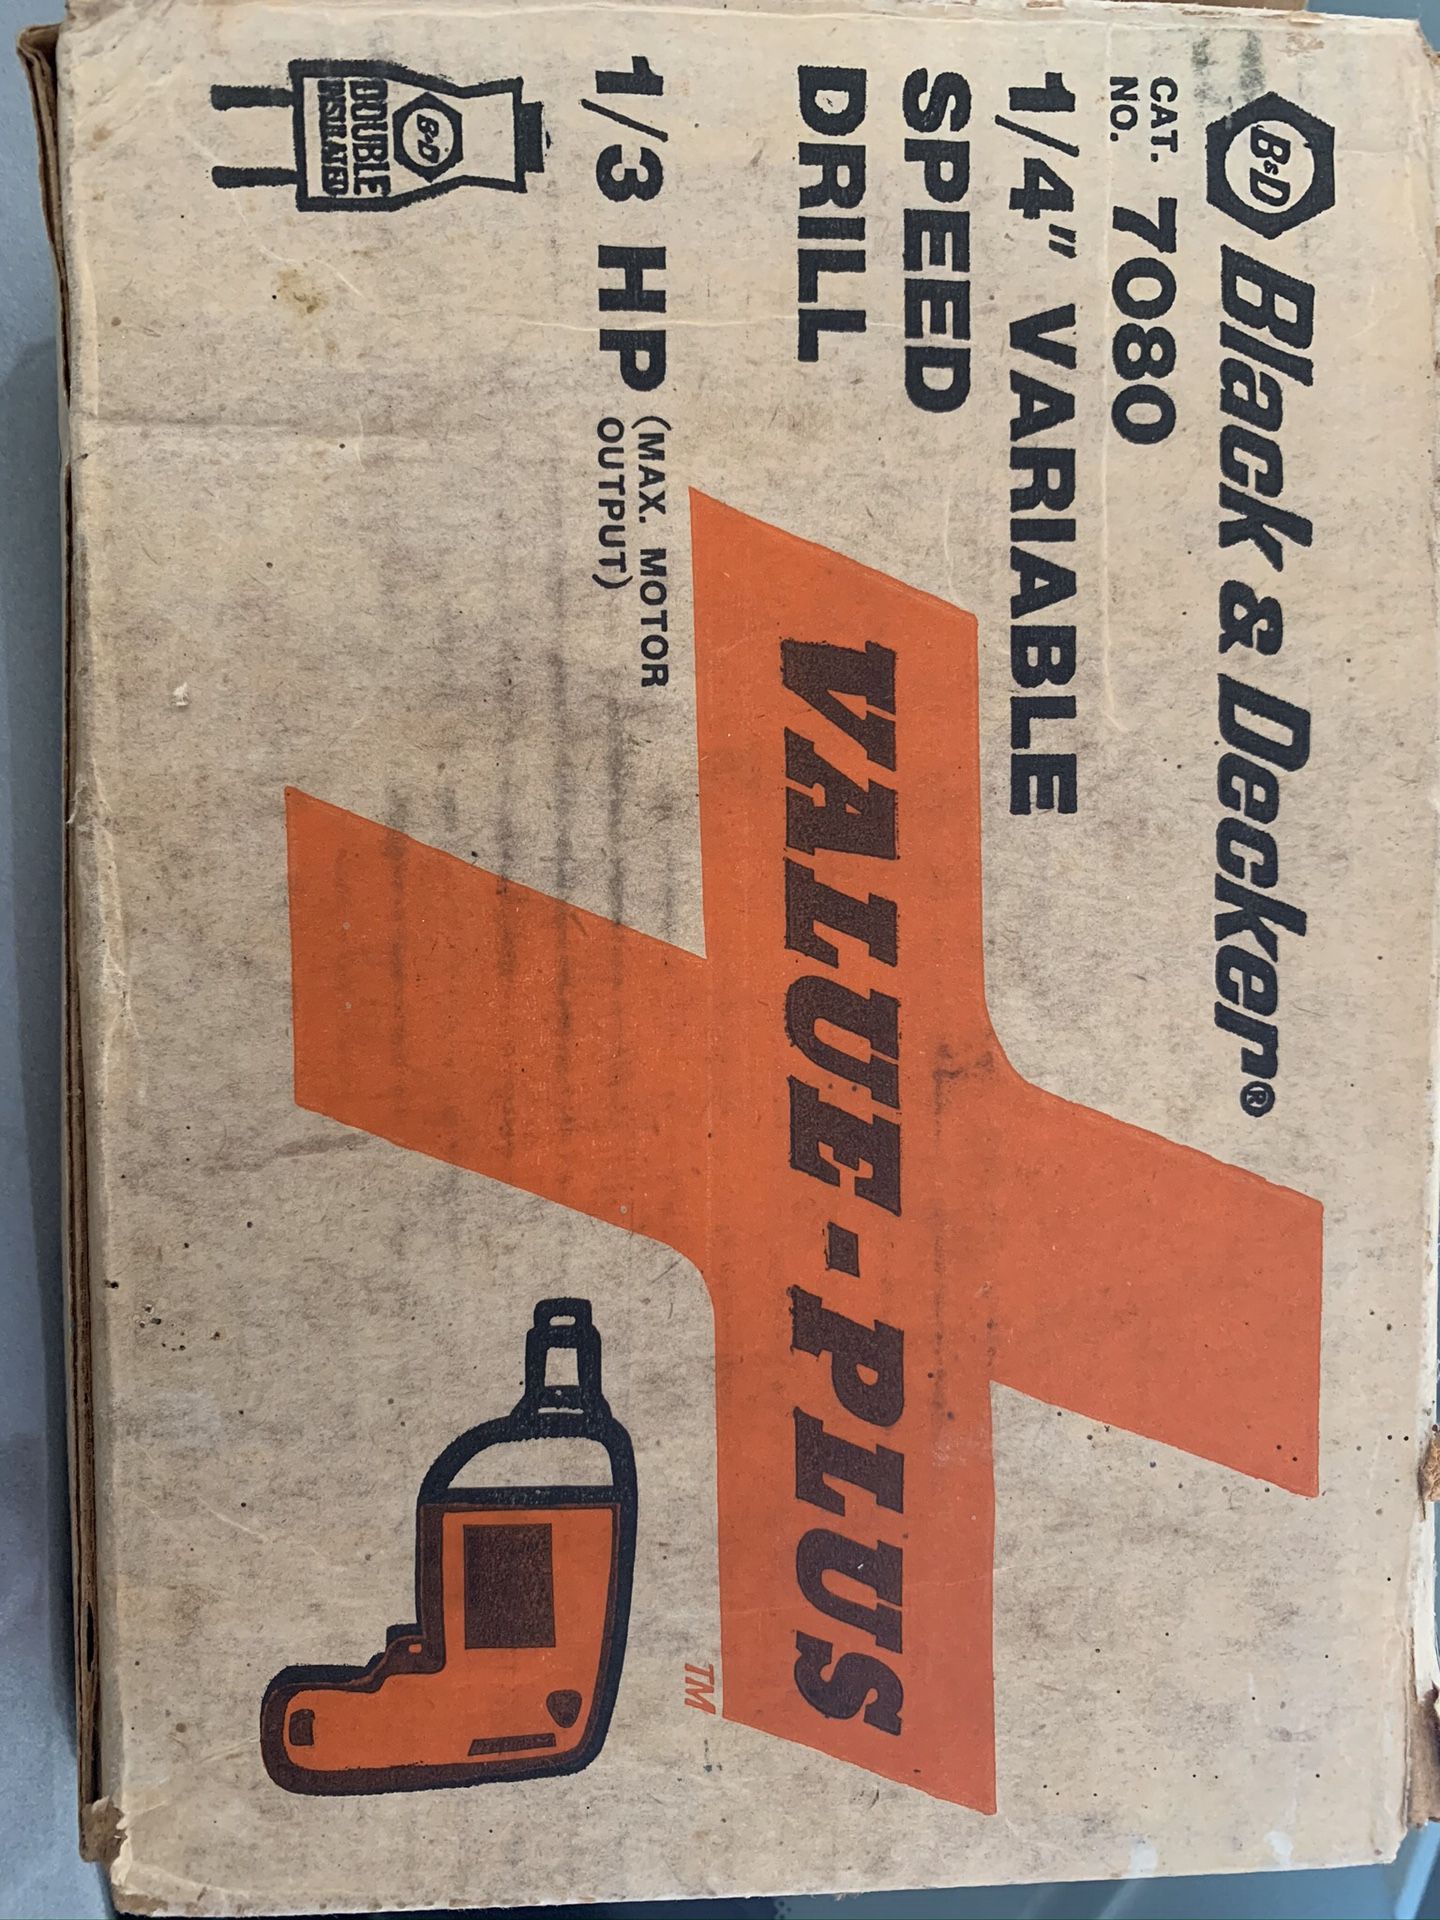 B&D Black & Decker®
CAT. NO. 7080
1/4" VARIABLE
SPEED
DRILL
1/3 HP (MAX. MOTOR
OUTPUT)
B&D
DOUBLE
INSULATED
VALUE-PLUS
TM